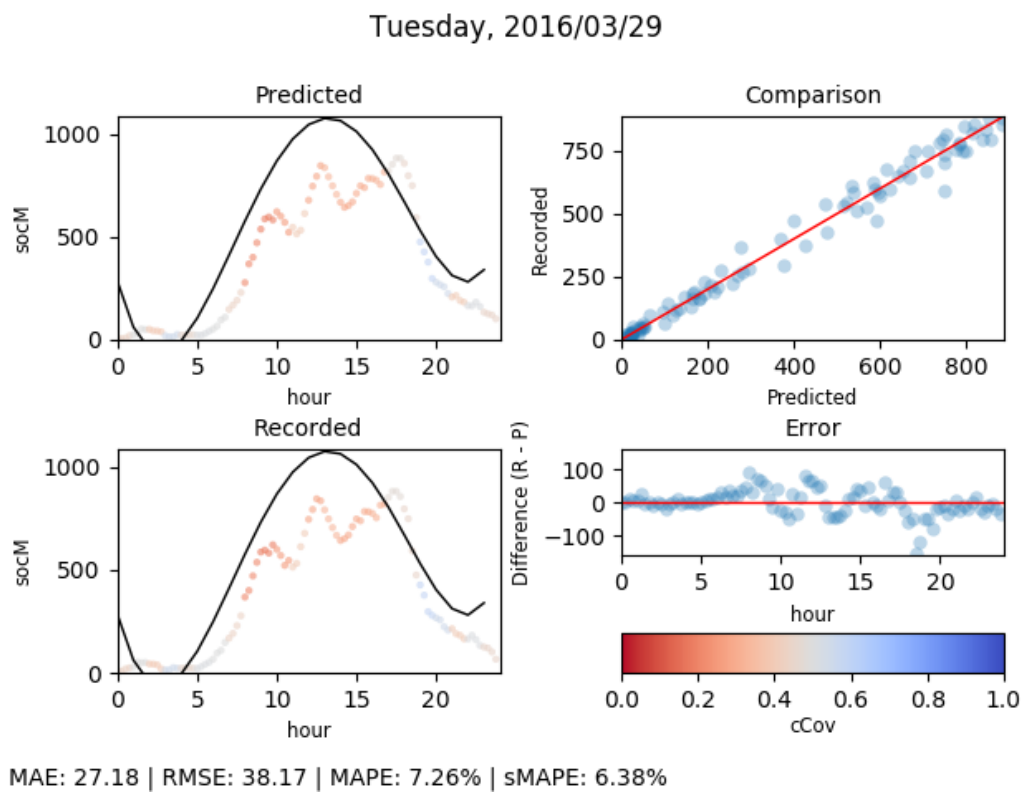 Tuesday, 2016/03/29
Predicted
1000
500
0
socM
0 5 10 15 20
hour
Comparison
750
500
250
0
Recorded
0 200 400 600 800
Predicted
Recorded
1000
500
0
socM
0 5 10 15 20
hour
Error
100
0
−100
Difference (R - P)
0 5 10 15 20
hour
0.0 0.2 0.4 0.6 0.8 1.0
cCov
MAE: 27.18 | RMSE: 38.17 | MAPE: 7.26% | sMAPE: 6.38%